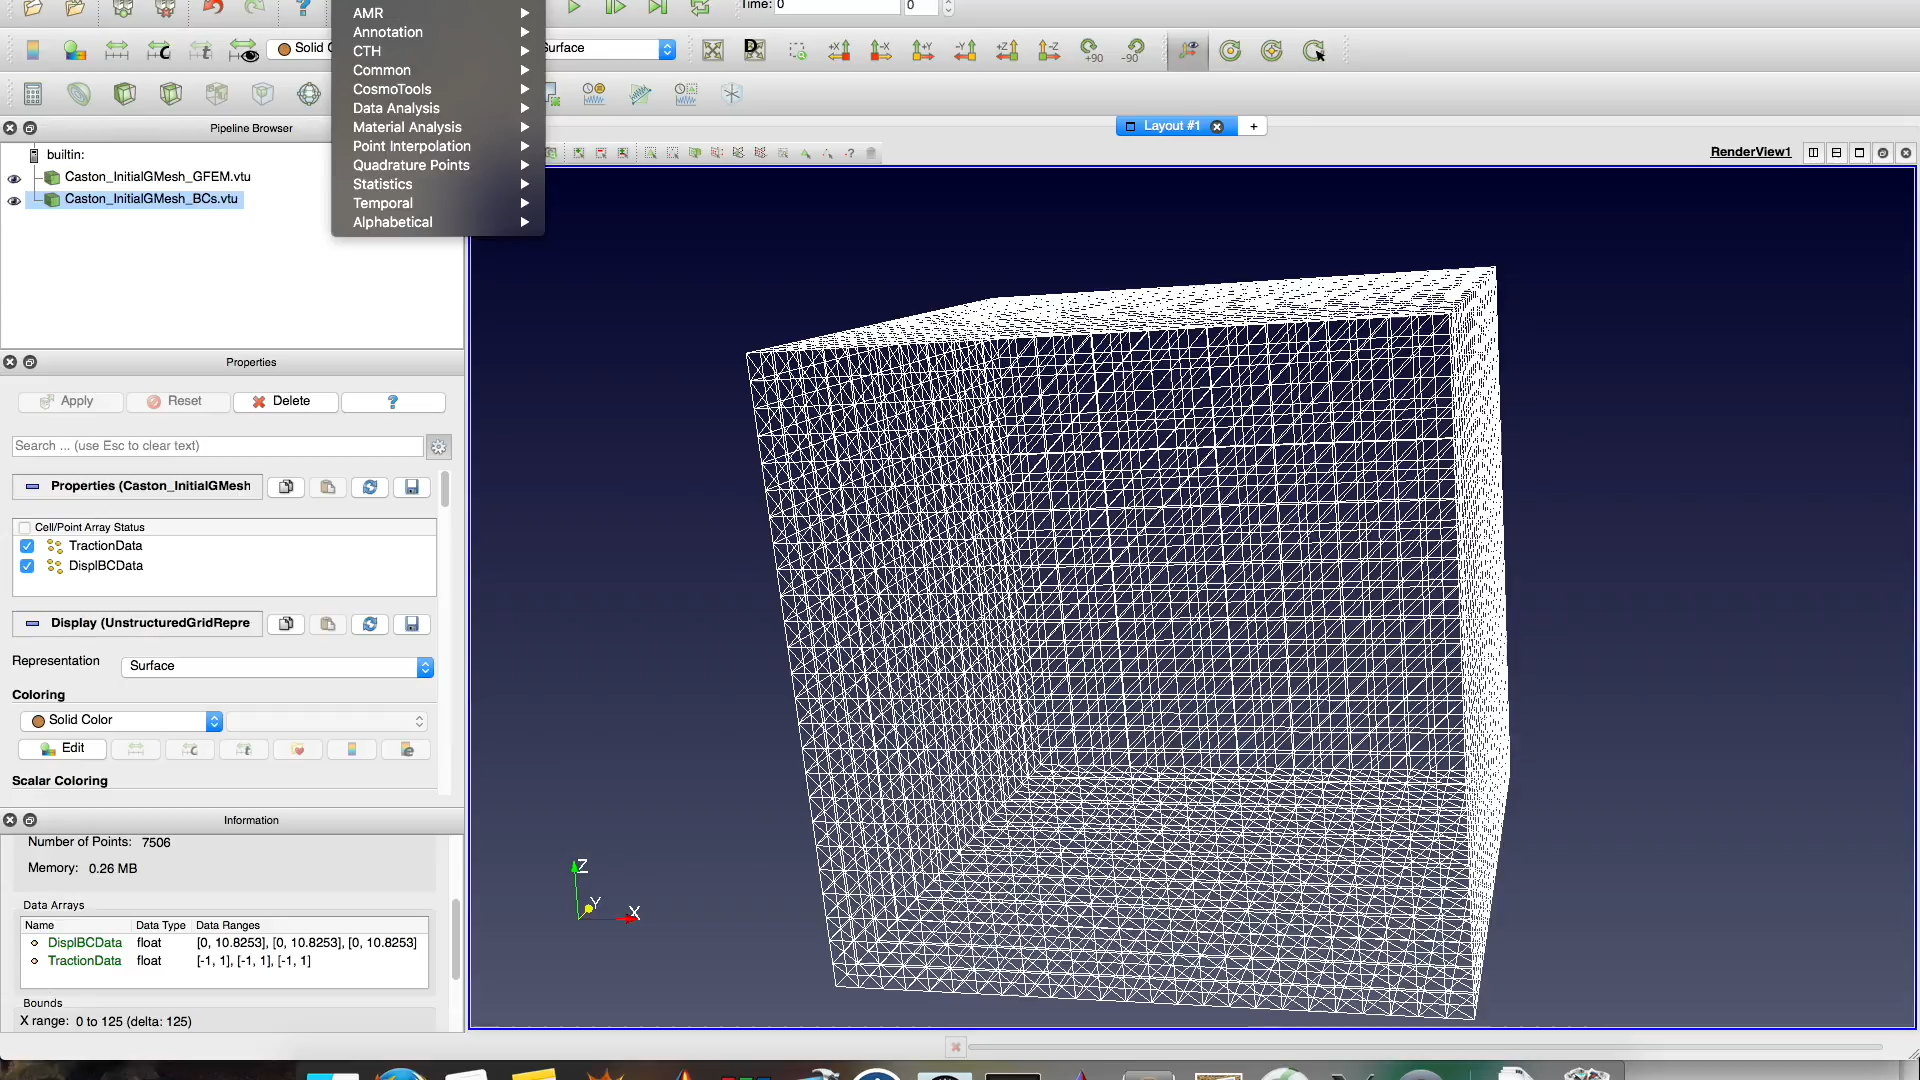 Time: 0
0
AMR
Annotation
CTH
Common
CosmoTools
Data Analysis
Material Analysis
Point Interpolation
Quadrature Points
Statistics
Temporal
Alphabetical
Solid C
urface
D
+X
-X
+Y
-Y
+Z
-Z
+90
-90
Pipeline Browser
builtin:
Caston_InitialGMesh_GFEM.vtu
Caston_InitialGMesh_BCs.vtu
Layout #1
+
RenderView1
Properties
Apply
Reset
Delete
?
Search ... (use Esc to clear text)
Properties (Caston_InitialGMesh
Cell/Point Array Status
TractionData
DisplBCData
Display (UnstructuredGridRepre
Representation
Surface
Coloring
Solid Color
Edit
Scalar Coloring
Information
Number of Points: 7506
Memory: 0.26 MB
Data Arrays
Name Data Type Data Ranges
DisplBCData float [0, 10.8253], [0, 10.8253], [0, 10.8253]
TractionData float [-1, 1], [-1, 1], [-1, 1]
Bounds
X range: 0 to 125 (delta: 125)
Z
Y
X